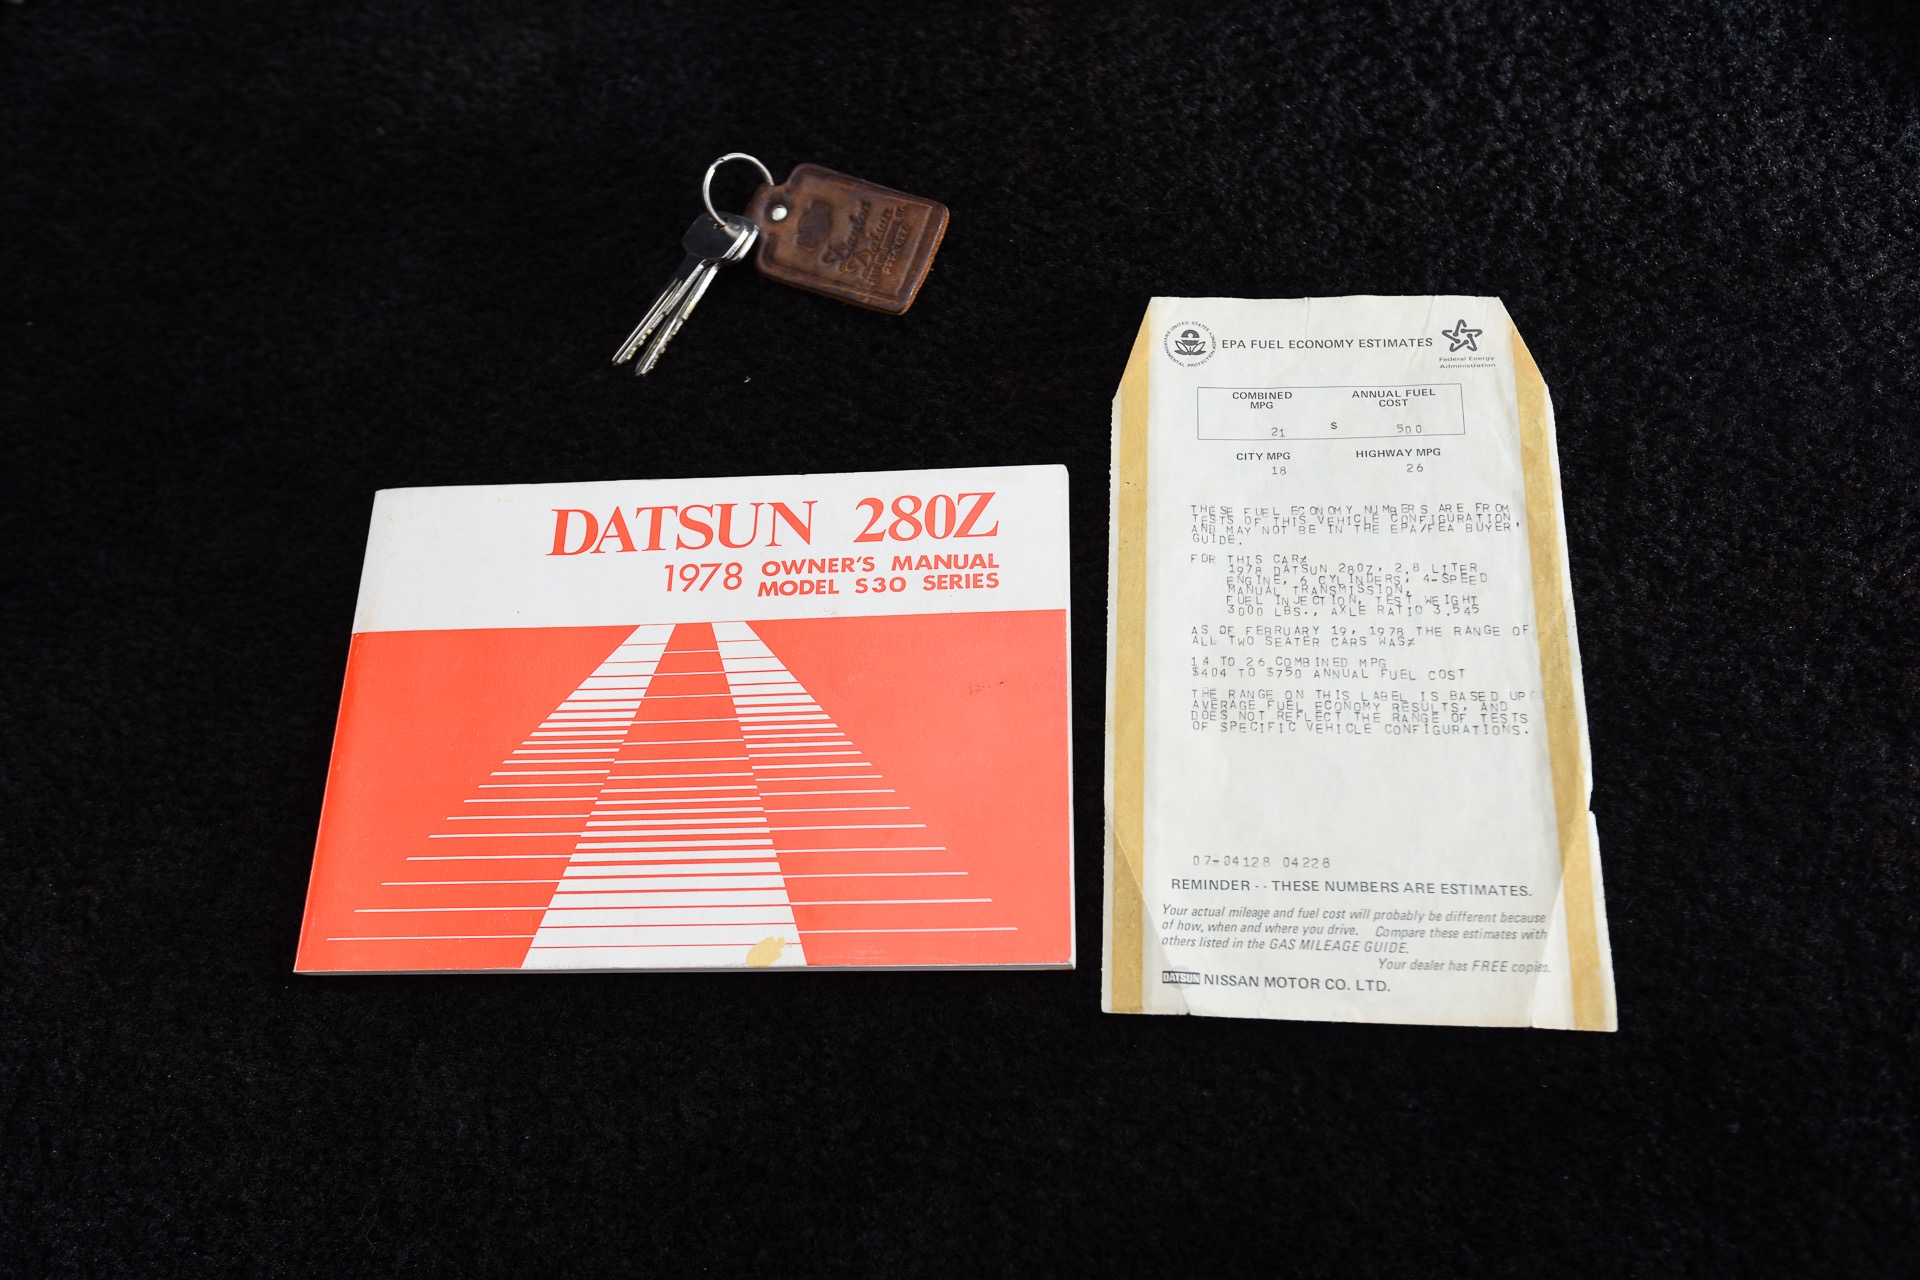 DATSUN 280Z
1978 OWNER'S MANUAL
MODEL S30 SERIES
Datsun
UNITED STATES
ENVIRONMENTAL PROTECTION AGENCY
EPA FUEL ECONOMY ESTIMATES
Federal Energy
Administration
COMBINED
MPG
21
ANNUAL FUEL
COST
$ 500
CITY MPG
18
HIGHWAY MPG
26
THESE FUEL ECONOMY NUMBERS ARE FROM
TESTS OF THIS VEHICLE CONFIGURATION
AND MAY NOT BE IN THE EPA/FEA BUYER'
GUIDE.
FOR THIS CAR≠
1978 DATSUN 280Z, 2.8 LITER
ENGINE, 6 CYLINDERS, 4-SPEED
MANUAL TRANSMISSION,
FUEL INJECTION, TEST WEIGHT
3000 LBS., AXLE RATIO 3.545
AS OF FEBRUARY 19, 1978 THE RANGE OF
ALL TWO SEATER CARS WAS≠
14 TO 26 COMBINED MPG
$404 TO $750 ANNUAL FUEL COST
THE RANGE ON THIS LABEL IS BASED UPO
AVERAGE FUEL ECONOMY RESULTS, AND
DOES NOT REFLECT THE RANGE OF TESTS
OF SPECIFIC VEHICLE CONFIGURATIONS.
07-04128 04228
REMINDER -- THESE NUMBERS ARE ESTIMATES.
Your actual mileage and fuel cost will probably be different because
of how, when and where you drive. Compare these estimates with
others listed in the GAS MILEAGE GUIDE.
Your dealer has FREE copies.
DATSUN NISSAN MOTOR CO. LTD.